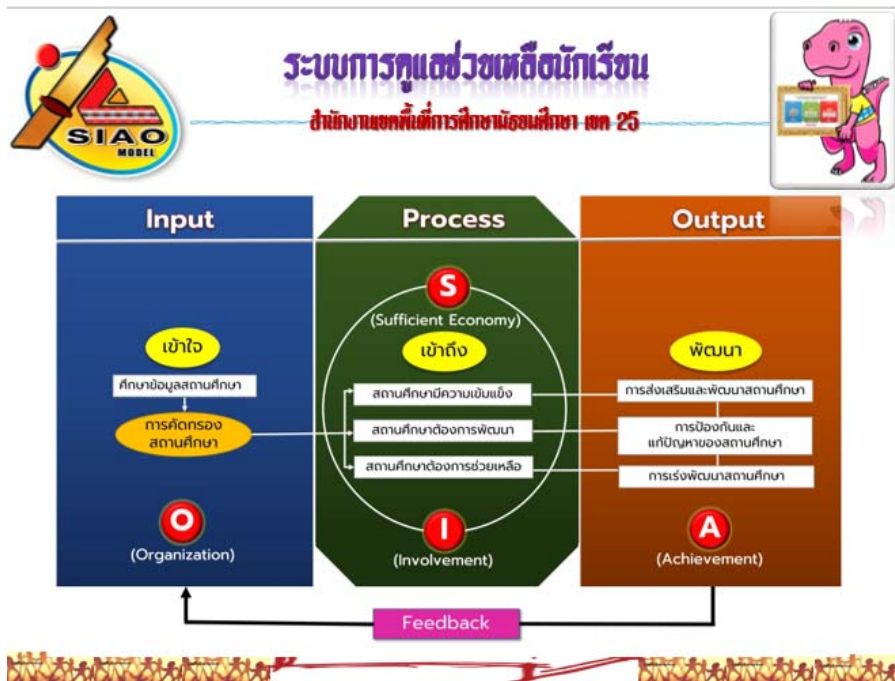 SIAO
MODEL
ระบบการดูแลช่วยเหลือนักเรียน
สำนักงานเขตพื้นที่การศึกษามัธยมศึกษา เขต 25
Input
Process
Output
S
(Sufficient Economy)
เข้าใจ
เข้าถึง
พัฒนา
ศึกษาข้อมูลสถานศึกษา
สถานศึกษามีความเข้มแข็ง
การส่งเสริมและพัฒนาสถานศึกษา
การคัดกรอง
สถานศึกษา
สถานศึกษาต้องการพัฒนา
การป้องกันและ
แก้ปัญหาของสถานศึกษา
สถานศึกษาต้องการช่วยเหลือ
การเร่งพัฒนาสถานศึกษา
O
(Organization)
I
(Involvement)
A
(Achievement)
Feedback